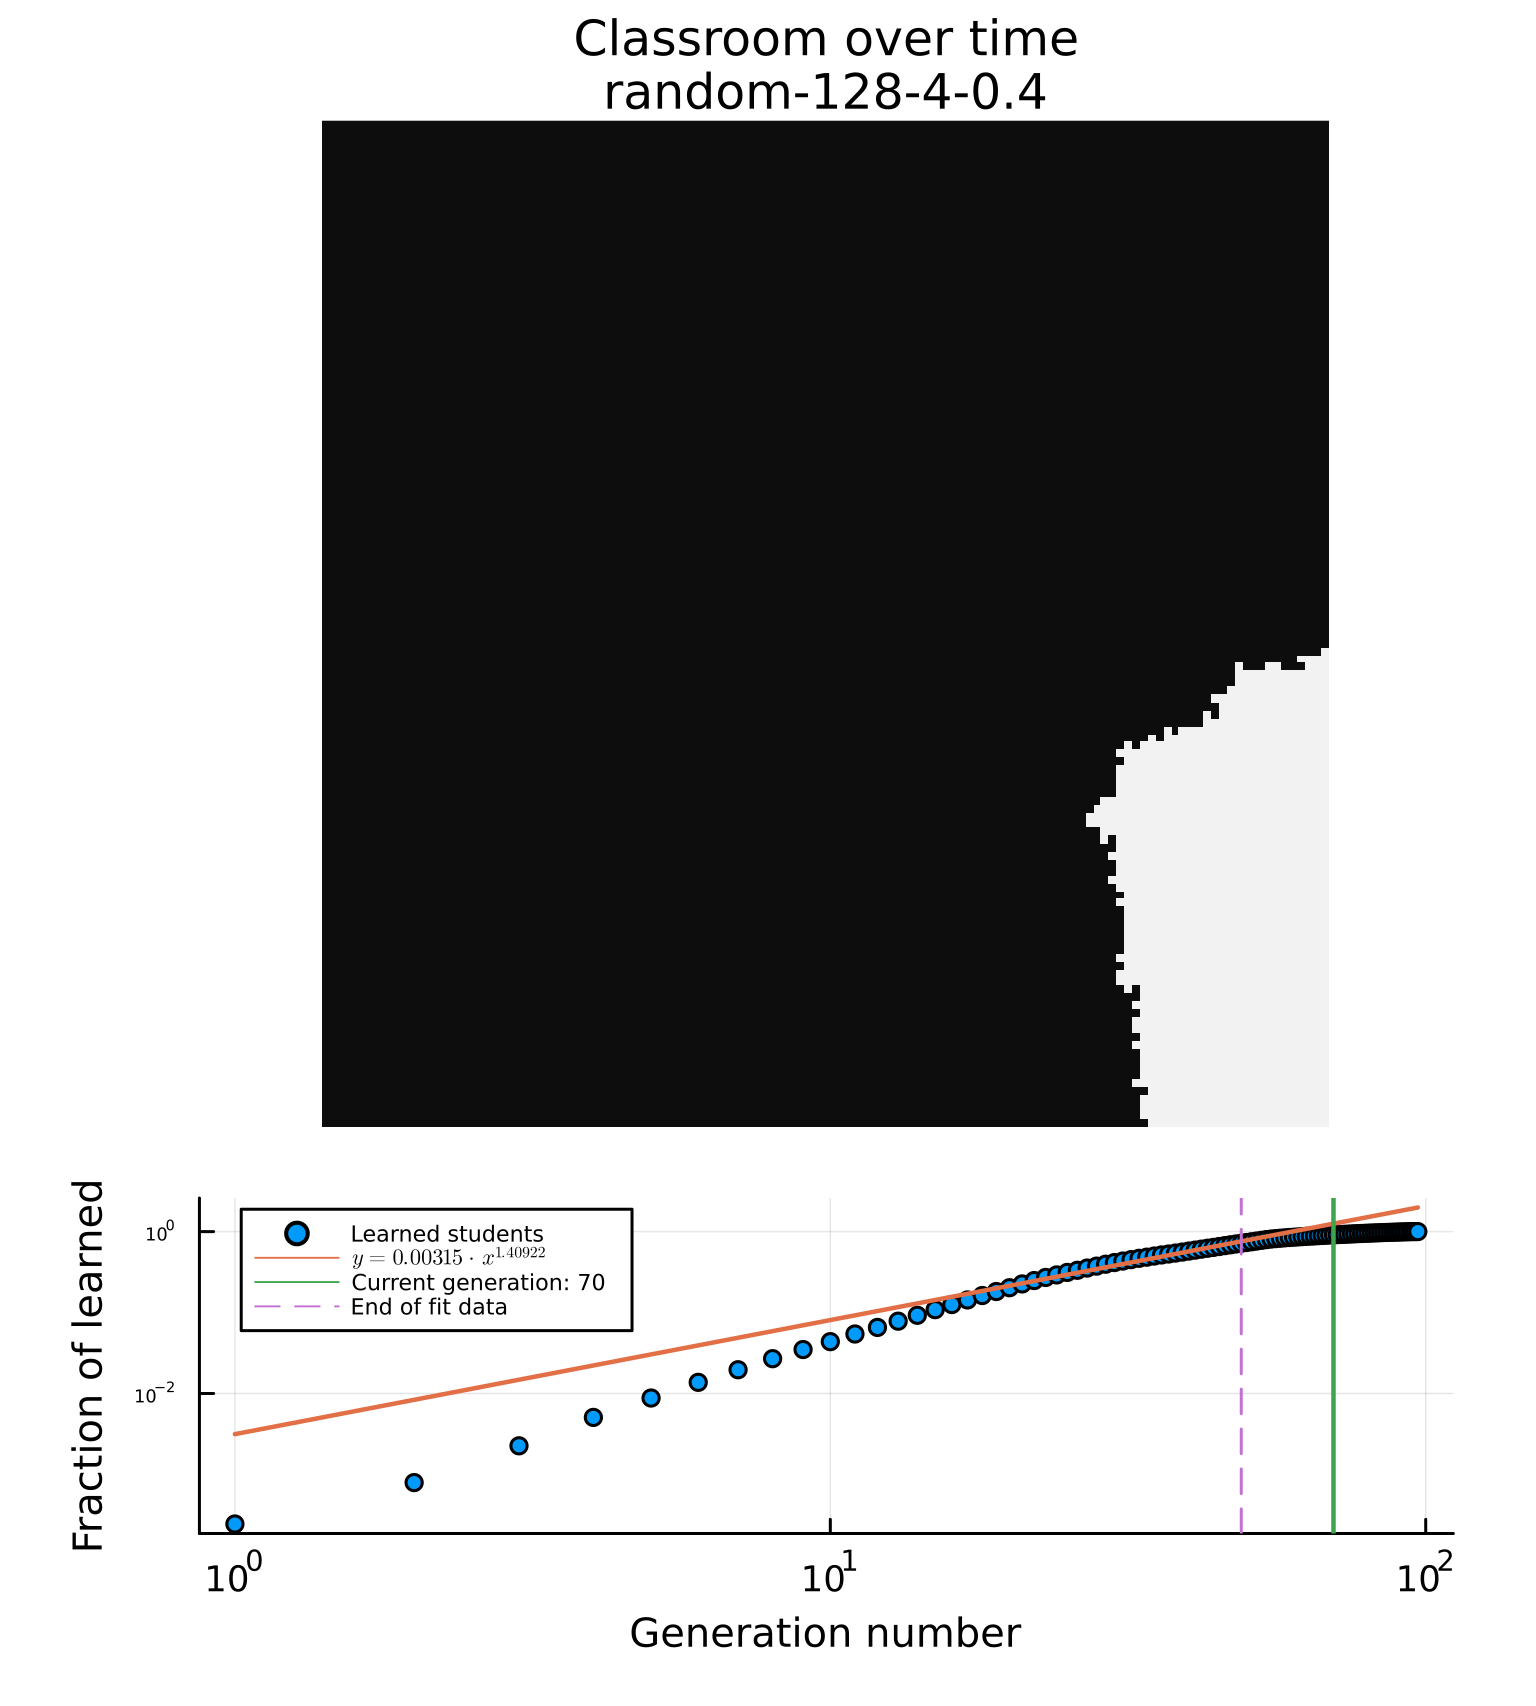 Classroom over time
random-128-4-0.4
Fraction of learned
10^0
10^-2
Learned students
y = 0.00315 · x^1.40922
Current generation: 70
End of fit data
10^0
10^1
10^2
Generation number